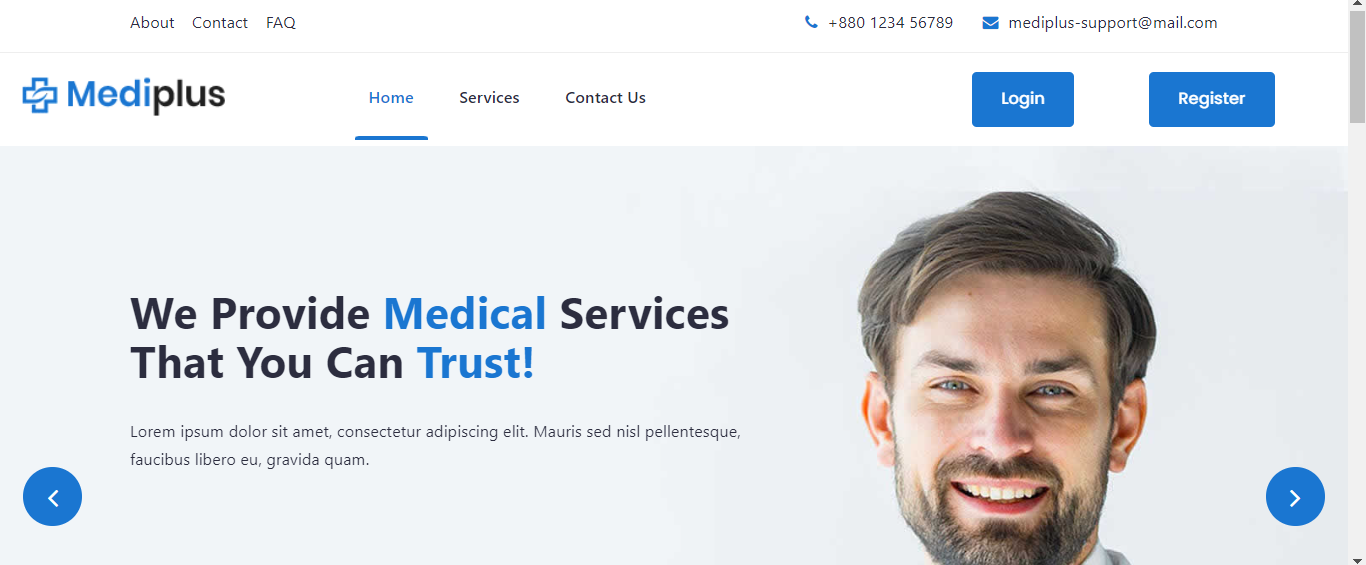 About Contact FAQ +880 1234 56789 mediplus-support@mail.com
Mediplus Home Services Contact Us Login Register
We Provide Medical Services
That You Can Trust!
Lorem ipsum dolor sit amet, consectetur adipiscing elit. Mauris sed nisl pellentesque,
faucibus libero eu, gravida quam.